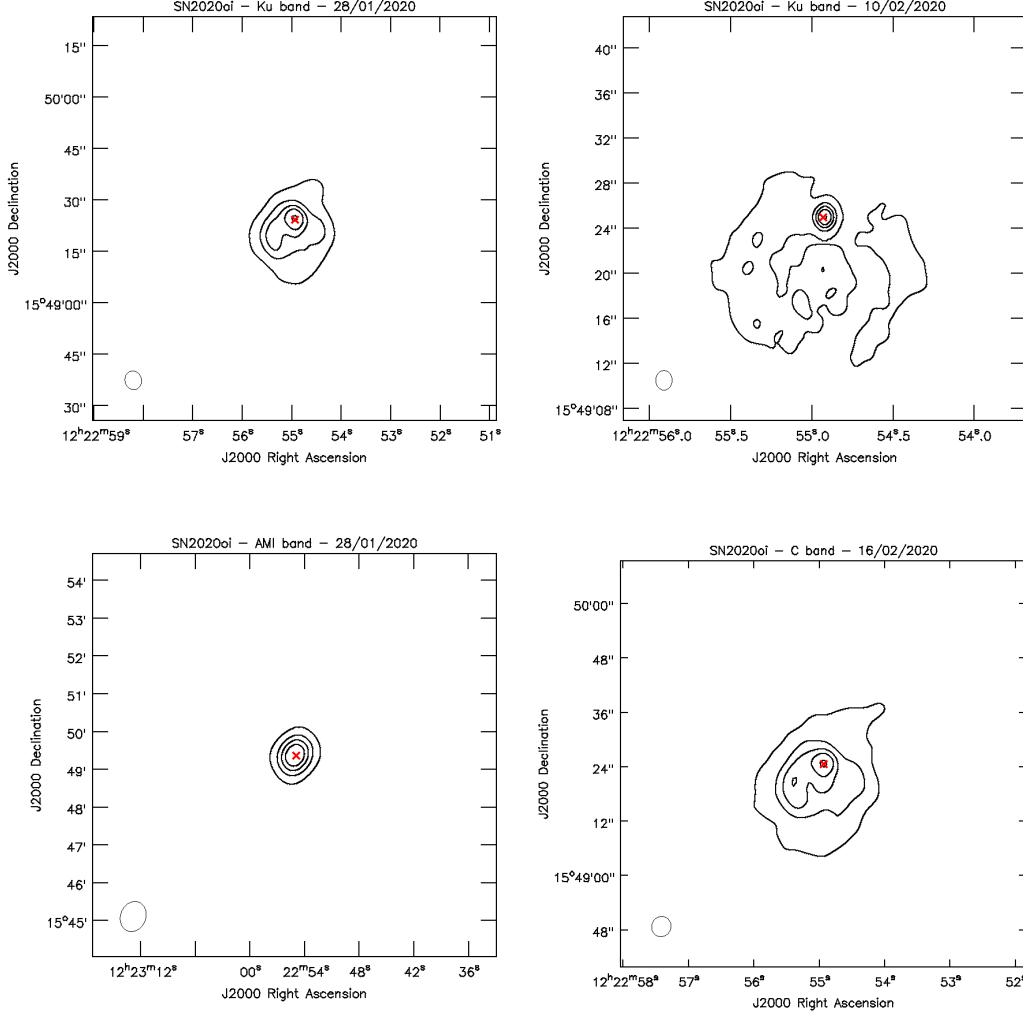 SN2020oi – Ku band – 28/01/2020
J2000 Declination
15"
50'00"
45"
30"
15"
15°49'00"
45"
30"
12ʰ22ᵐ59ˢ 57ˢ 56ˢ 55ˢ 54ˢ 53ˢ 52ˢ 51ˢ
J2000 Right Ascension
SN2020oi – Ku band – 10/02/2020
J2000 Declination
40"
36"
32"
28"
24"
20"
16"
12"
15°49'08"
12ʰ22ᵐ56ˢ.0 55ˢ.5 55ˢ.0 54ˢ.5 54ˢ.0
J2000 Right Ascension
SN2020oi – AMI band – 28/01/2020
J2000 Declination
54'
53'
52'
51'
50'
49'
48'
47'
46'
15°45'
12ʰ23ᵐ12ˢ 00ˢ 22ᵐ54ˢ 48ˢ 42ˢ 36ˢ
J2000 Right Ascension
SN2020oi – C band – 16/02/2020
J2000 Declination
50'00"
48"
36"
24"
12"
15°49'00"
48"
12ʰ22ᵐ58ˢ 57ˢ 56ˢ 55ˢ 54ˢ 53ˢ 52ˢ
J2000 Right Ascension